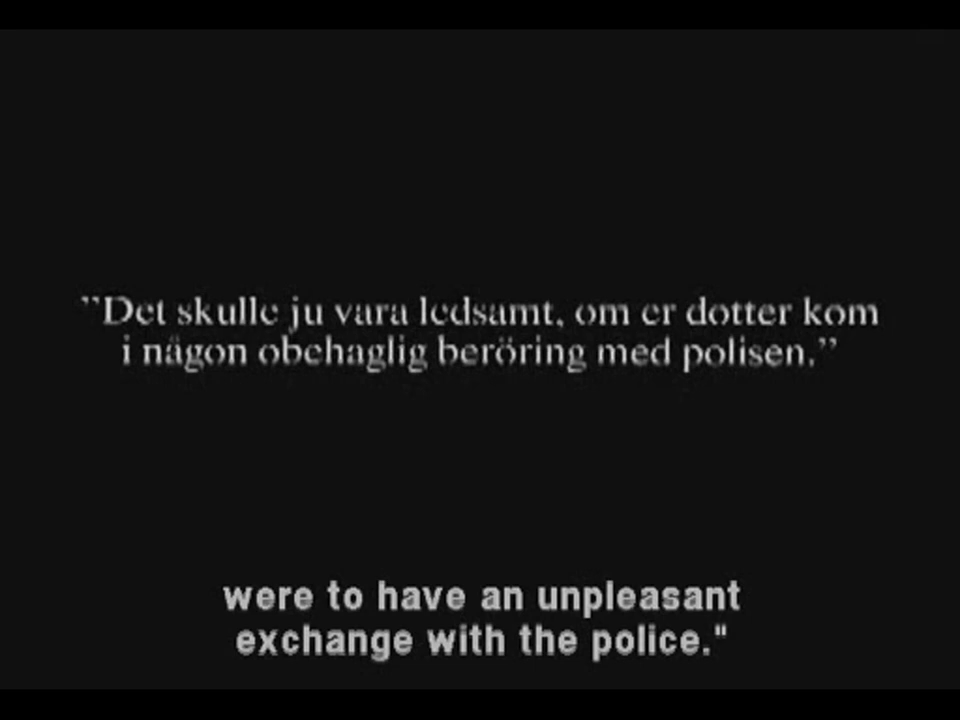 ”Det skulle ju vara ledsamt, om er dotter kom
i någon obehaglig beröring med polisen.”
were to have an unpleasant
exchange with the police."